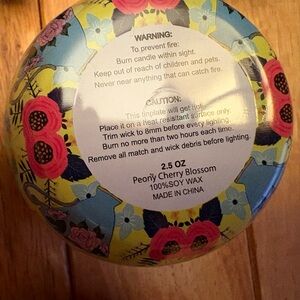 WARNING:
To prevent fire:
Burn candle within sight.
Keep out of reach of children and pets.
Never near anything that can catch fire.
CAUTION:
This tinplate will get hot.
Place it on a heat resistant surface only.
Trim wick to 6mm before every lighting
Burn no more than two hours each time.
Remove all match and wick debris before lighting.
2.5 OZ
Peony Cherry Blossom
100%SOY WAX
MADE IN CHINA